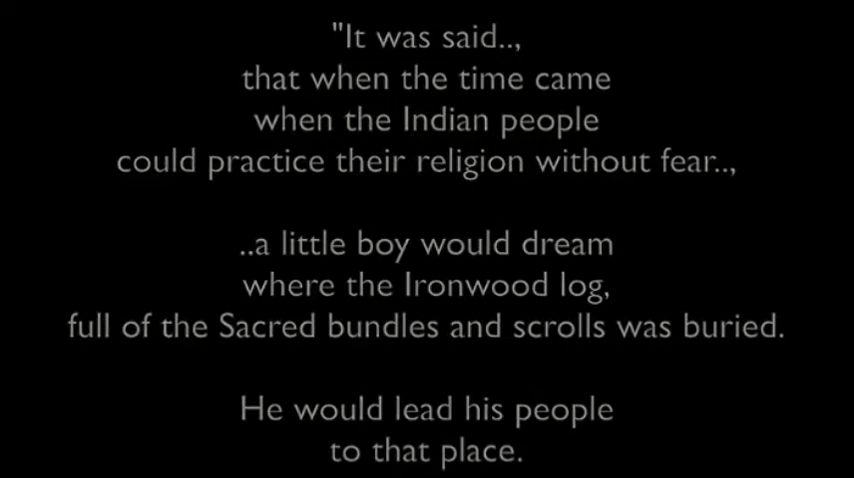 "It was said..,
that when the time came
when the Indian people
could practice their religion without fear..,
..a little boy would dream
where the Ironwood log,
full of the Sacred bundles and scrolls was buried.
He would lead his people
to that place.